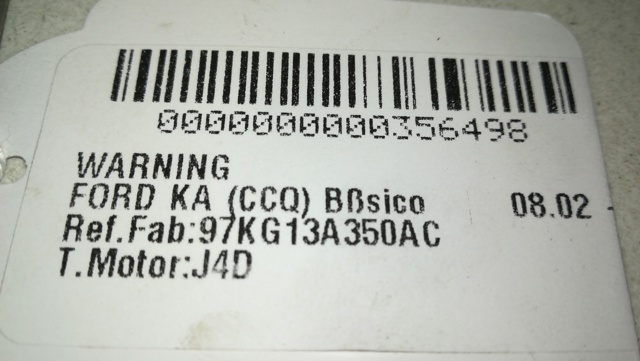 0000000000356498
WARNING
FORD KA (CCQ) Bßsico 08.02 -
Ref.Fab:97KG13A350AC
T.Motor:J4D